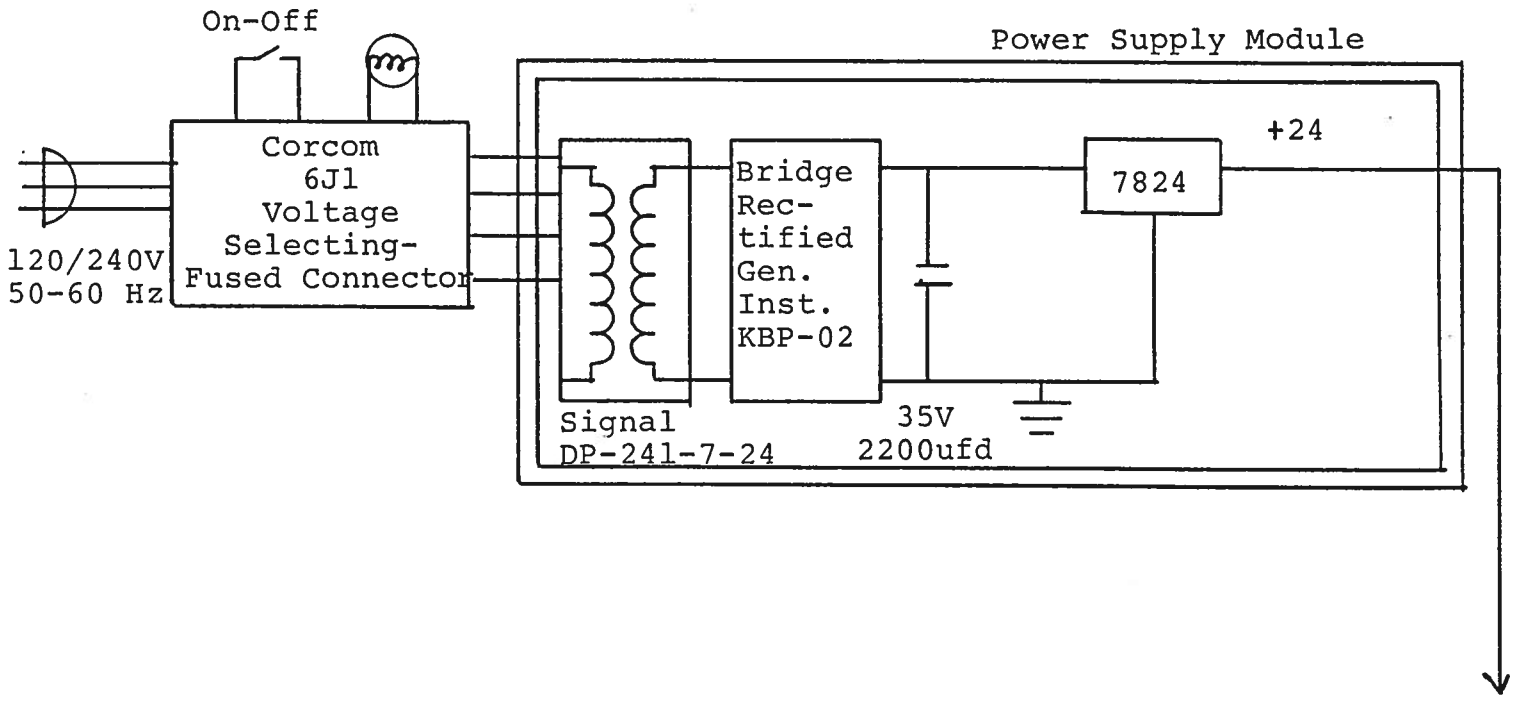 On-Off
Power Supply Module
Corcom
6J1
Voltage
Selecting-
Fused Connector
120/240V
50-60 Hz
Bridge
Rec-
tified
Gen.
Inst.
KBP-02
7824
+24
Signal
DP-241-7-24
35V
2200ufd